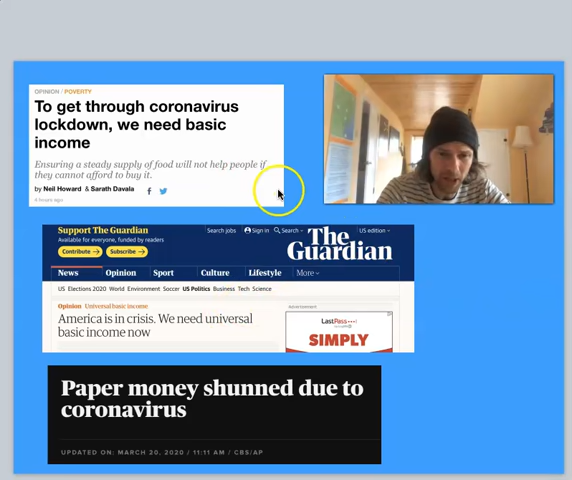 OPINION / POVERTY
To get through coronavirus
lockdown, we need basic
income
Ensuring a steady supply of food will not help people if
they cannot afford to buy it.
by Neil Howard & Sarath Davala
6 hours ago
Support The Guardian
Available for everyone, funded by readers
Contribute → Subscribe →
Search jobs Sign in Search US edition
The
Guardian
News Opinion Sport Culture Lifestyle More
US Elections 2020 World Environment Soccer US Politics Business Tech Science
Opinion Universal basic income
America is in crisis. We need universal
basic income now
Advertisement
LastPass
SIMPLY
Paper money shunned due to
coronavirus
UPDATED ON: MARCH 20, 2020 / 11:11 AM / CBS/AP